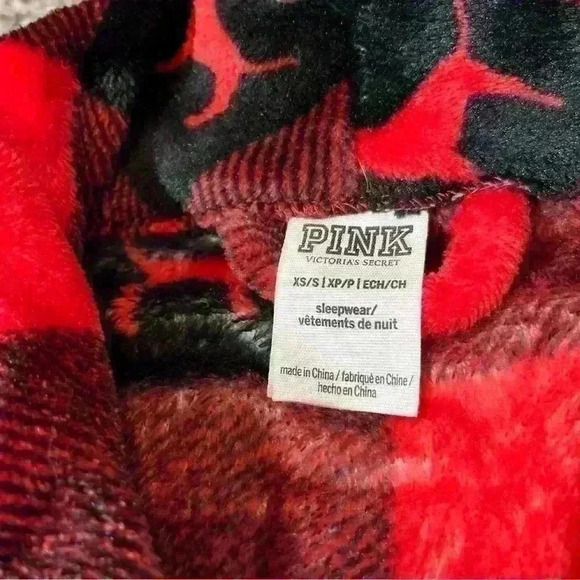 PINK
VICTORIA'S SECRET
XS/S | XP/P | ECH/CH
sleepwear/
vêtements de nuit
made in China / fabriqué en Chine /
hecho en China